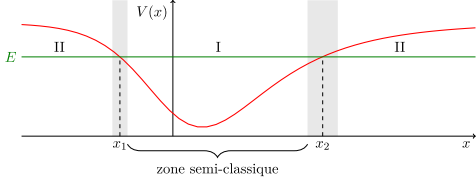 V(x)
II
I
II
E
x₁
x₂
x
zone semi-classique